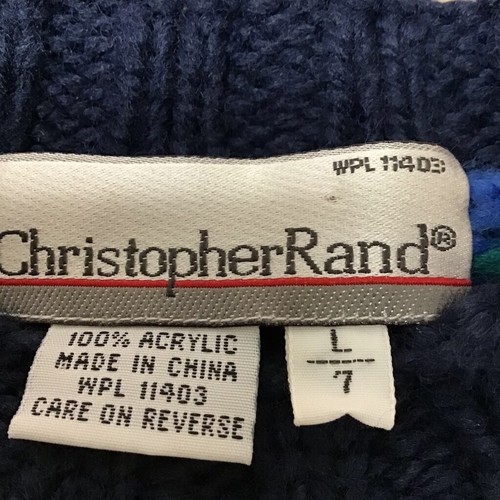 WPL 11403
ChristopherRand®
100% ACRYLIC
MADE IN CHINA
WPL 11403
CARE ON REVERSE
L
7